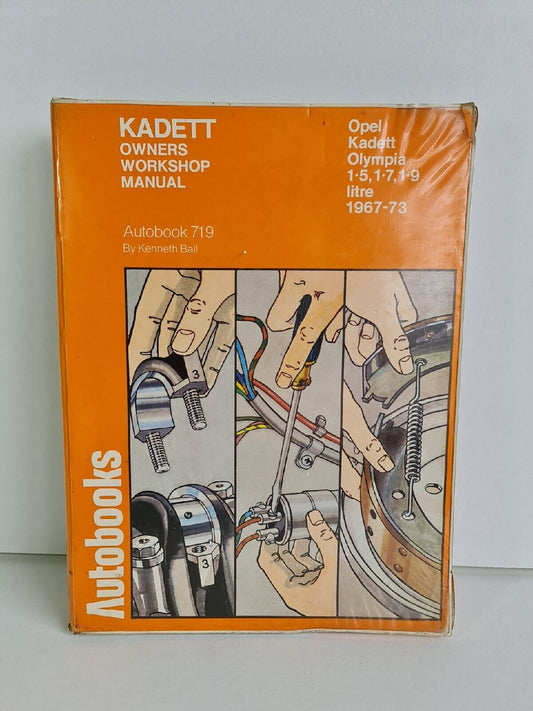 KADETT
OWNERS
WORKSHOP
MANUAL
Autobook 719
By Kenneth Ball
Opel
Kadett
Olympia
1·5,1·7,1·9
litre
1967-73
3
3
Autobooks